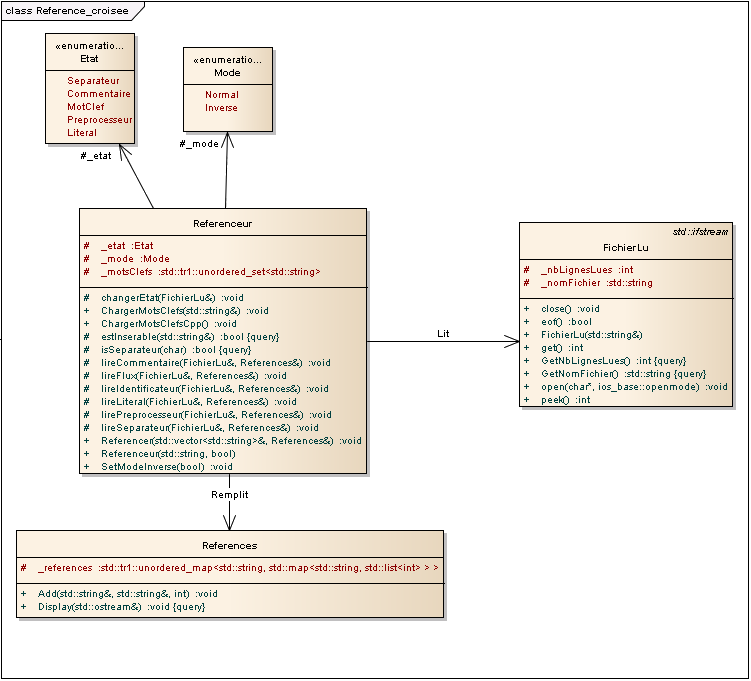 class Reference_croisee
«enumeratio...
Etat
Separateur
Commentaire
MotClef
Preprocesseur
Literal
«enumeratio...
Mode
Normal
Inverse
#_etat
#_mode
Referenceur
# _etat :Etat
# _mode :Mode
# _motsClefs :std::tr1::unordered_set<std::string>
# changerEtat(FichierLu&) :void
+ ChargerMotsClefs(std::string&) :void
+ ChargerMotsClefsCpp() :void
# estInserable(std::string&) :bool {query}
# isSeparateur(char) :bool {query}
# lireCommentaire(FichierLu&, References&) :void
# lireFlux(FichierLu&, References&) :void
# lireIdentificateur(FichierLu&, References&) :void
# lireLiteral(FichierLu&, References&) :void
# lirePreprocesseur(FichierLu&, References&) :void
# lireSeparateur(FichierLu&, References&) :void
+ Referencer(std::vector<std::string>&, References&) :void
+ Referenceur(std::string, bool)
+ SetModeInverse(bool) :void
Lit
std::ifstream
FichierLu
# _nbLignesLues :int
# _nomFichier :std::string
+ close() :void
+ eof() :bool
+ FichierLu(std::string&)
+ get() :int
+ GetNbLignesLues() :int {query}
+ GetNomFichier() :std::string {query}
+ open(char*, ios_base::openmode) :void
+ peek() :int
Remplit
References
# _references :std::tr1::unordered_map<std::string, std::map<std::string, std::list<int> > >
+ Add(std::string&, std::string&, int) :void
+ Display(std::ostream&) :void {query}